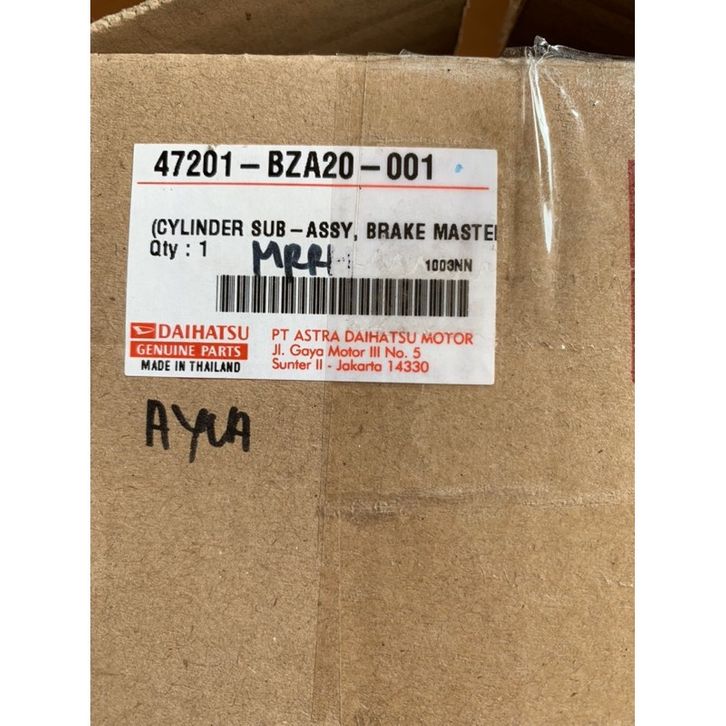 47201-BZA20-001
(CYLINDER SUB-ASSY, BRAKE MASTE
Qty : 1
1003NN
DAIHATSU
GENUINE PARTS
MADE IN THAILAND
PT ASTRA DAIHATSU MOTOR
Jl. Gaya Motor III No. 5
Sunter II - Jakarta 14330
AYLA